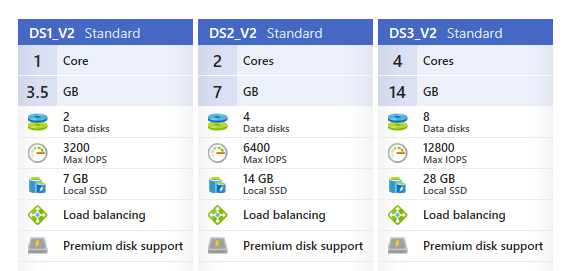 DS1_V2 Standard
1 Core
3.5 GB
2
Data disks
3200
Max IOPS
7 GB
Local SSD
Load balancing
Premium disk support
DS2_V2 Standard
2 Cores
7 GB
4
Data disks
6400
Max IOPS
14 GB
Local SSD
Load balancing
Premium disk support
DS3_V2 Standard
4 Cores
14 GB
8
Data disks
12800
Max IOPS
28 GB
Local SSD
Load balancing
Premium disk support